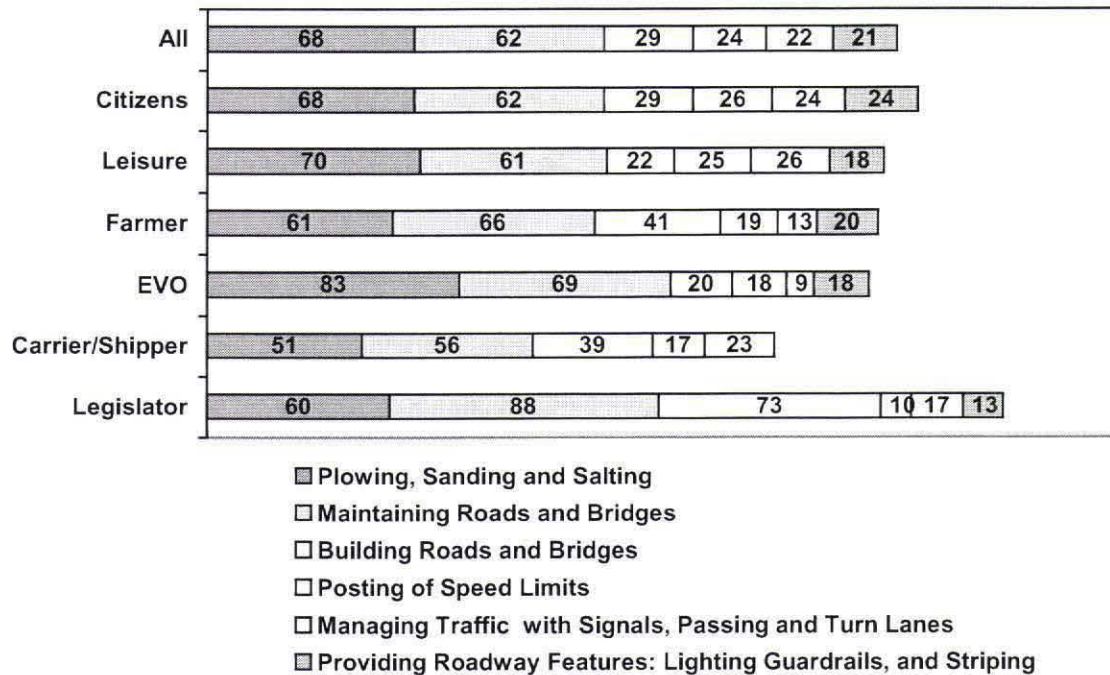 All 68 62 29 24 22 21
Citizens 68 62 29 26 24 24
Leisure 70 61 22 25 26 18
Farmer 61 66 41 19 13 20
EVO 83 69 20 18 9 18
Carrier/Shipper 51 56 39 17 23
Legislator 60 88 73 10 17 13
Plowing, Sanding and Salting
Maintaining Roads and Bridges
Building Roads and Bridges
Posting of Speed Limits
Managing Traffic with Signals, Passing and Turn Lanes
Providing Roadway Features: Lighting Guardrails, and Striping